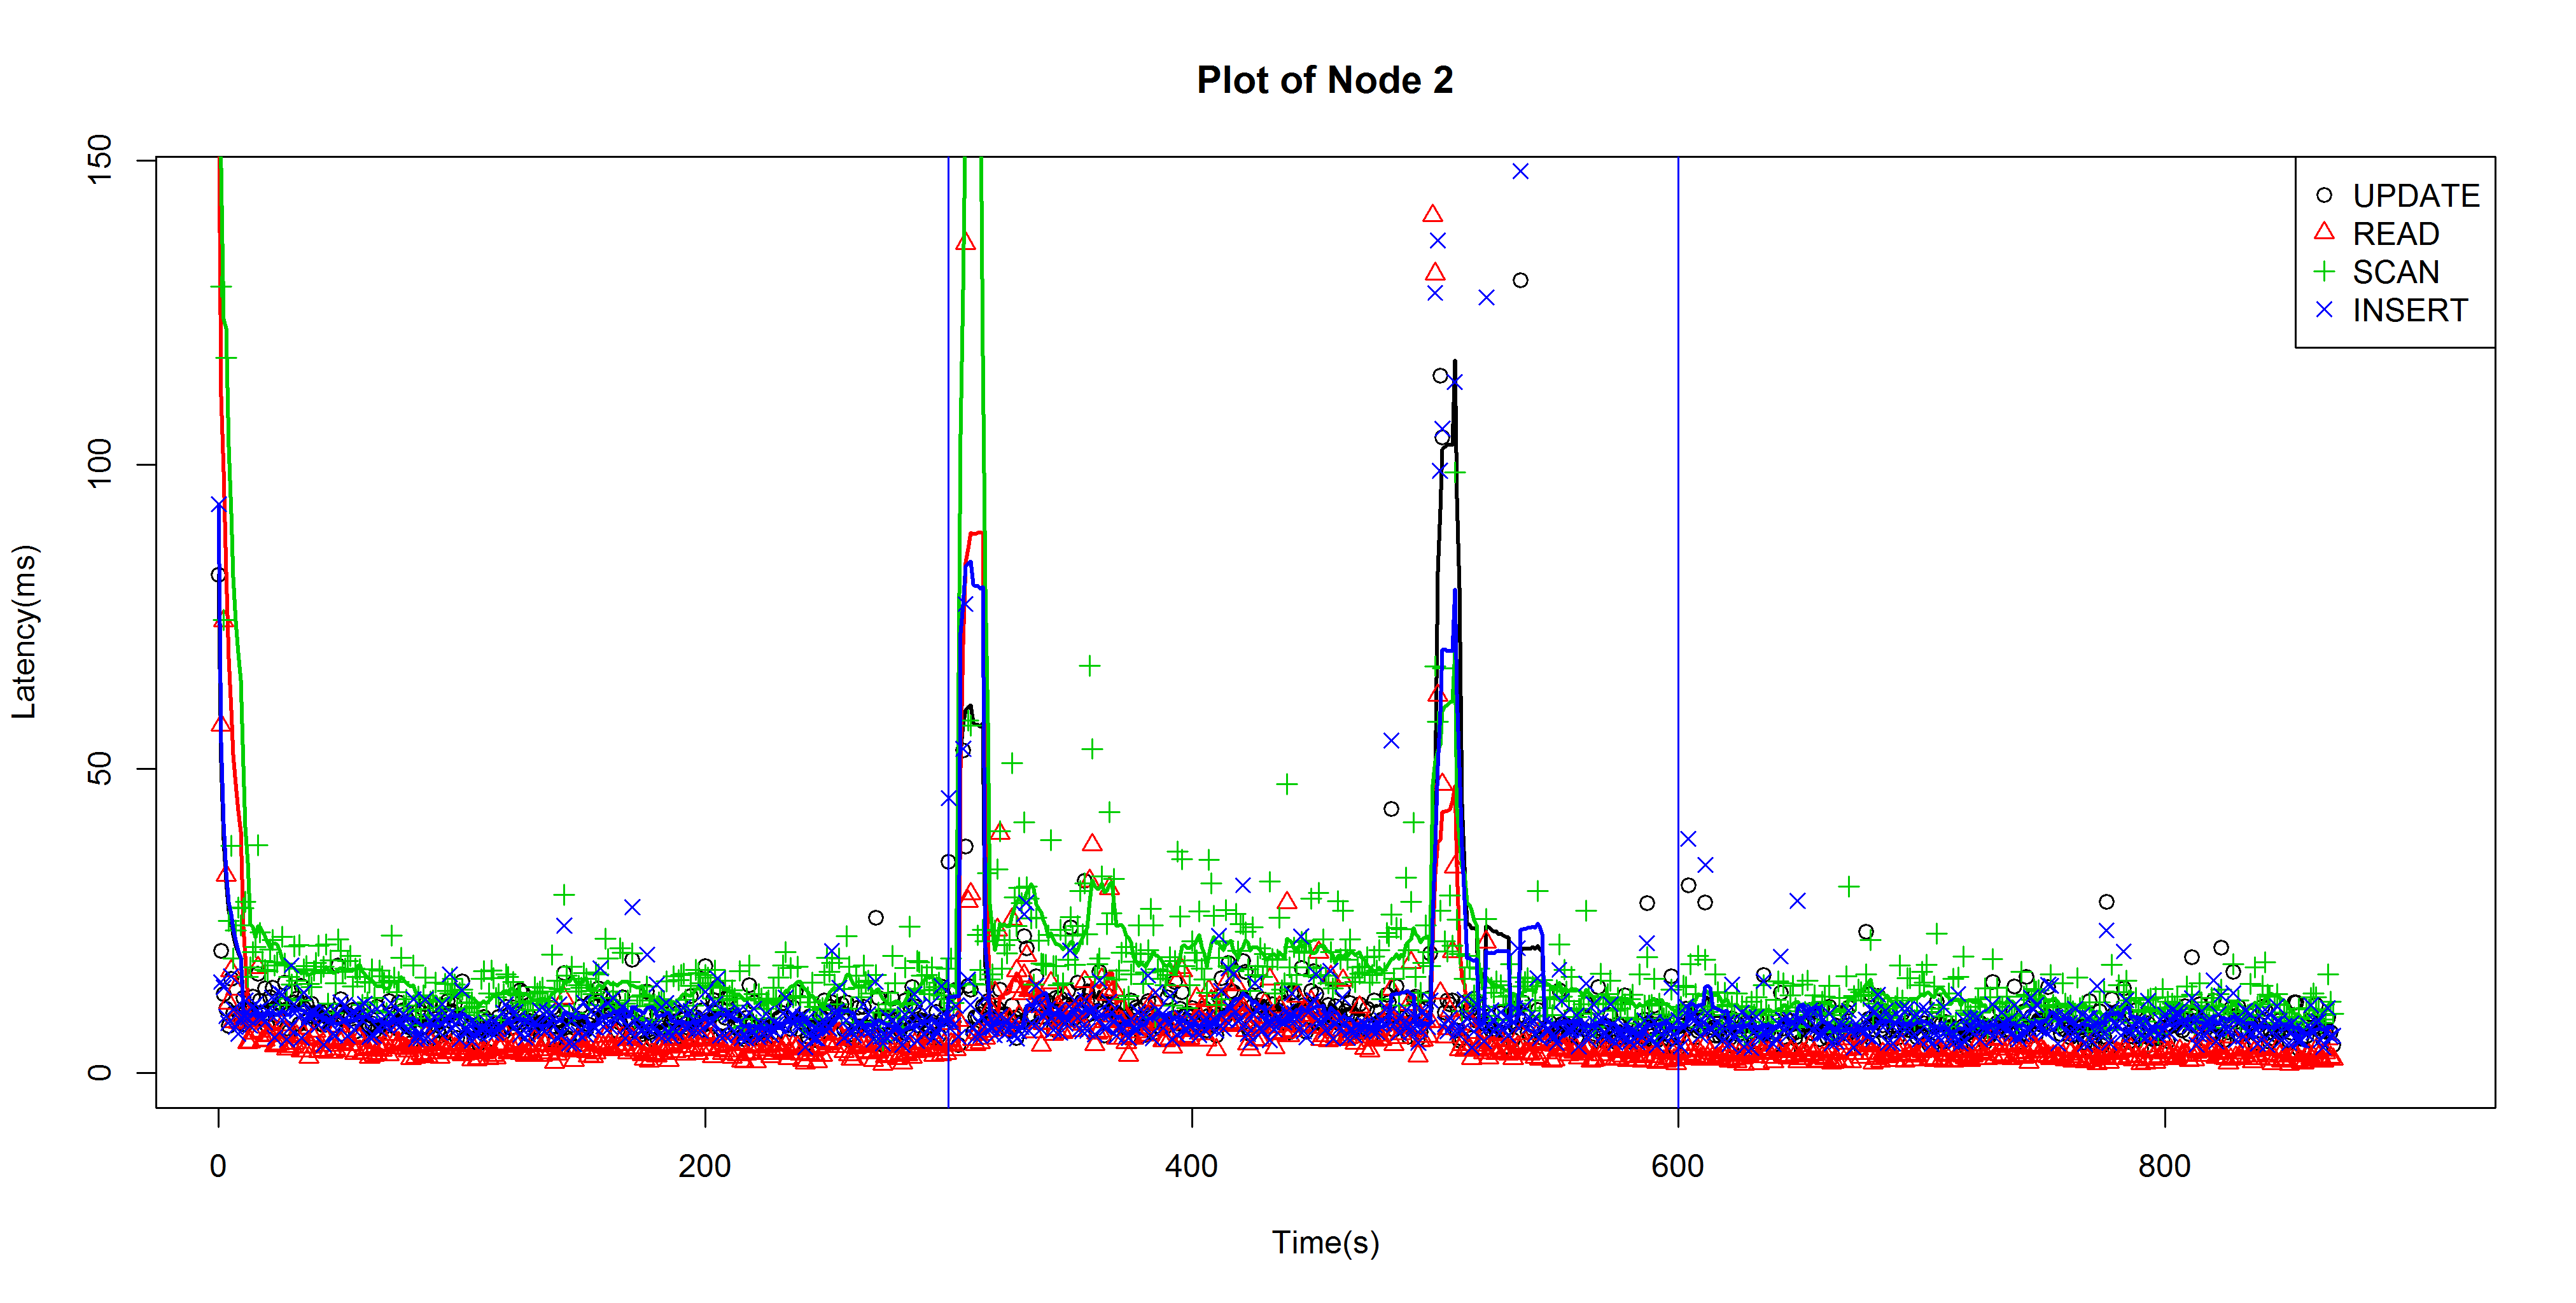 Plot of Node 2
Latency(ms)
150
100
50
0
UPDATE
READ
SCAN
INSERT
0 200 400 600 800
Time(s)